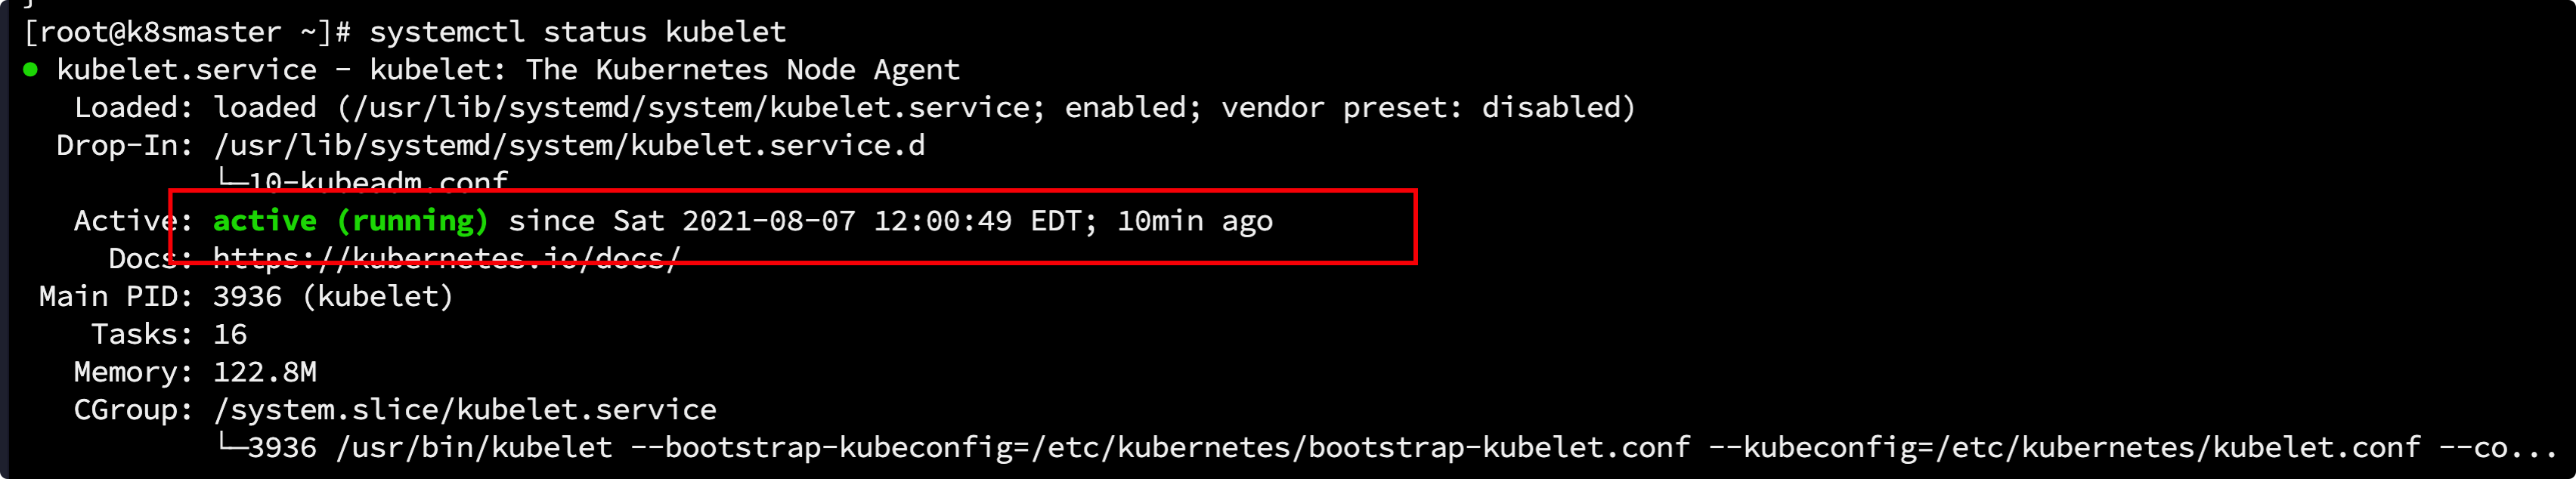 [root@k8smaster ~]# systemctl status kubelet
● kubelet.service - kubelet: The Kubernetes Node Agent
   Loaded: loaded (/usr/lib/systemd/system/kubelet.service; enabled; vendor preset: disabled)
  Drop-In: /usr/lib/systemd/system/kubelet.service.d
           └─10-kubeadm.conf
   Active: active (running) since Sat 2021-08-07 12:00:49 EDT; 10min ago
     Docs: https://kubernetes.io/docs/
 Main PID: 3936 (kubelet)
    Tasks: 16
   Memory: 122.8M
   CGroup: /system.slice/kubelet.service
           └─3936 /usr/bin/kubelet --bootstrap-kubeconfig=/etc/kubernetes/bootstrap-kubelet.conf --kubeconfig=/etc/kubernetes/kubelet.conf --co...